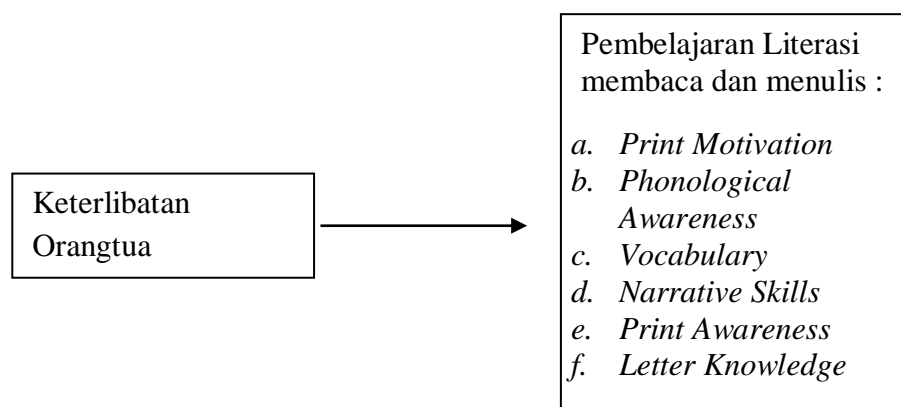 Keterlibatan
Orangtua
Pembelajaran Literasi
membaca dan menulis :
a. Print Motivation
b. Phonological
Awareness
c. Vocabulary
d. Narrative Skills
e. Print Awareness
f. Letter Knowledge